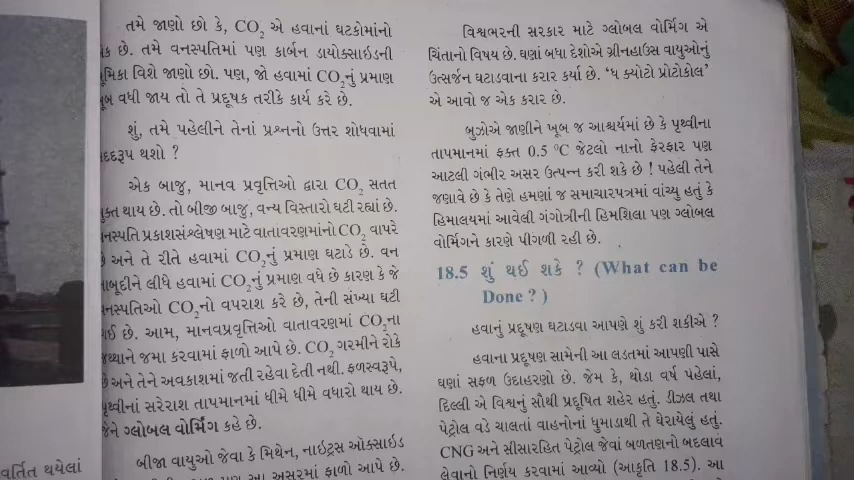 તમે જાણો છો કે, CO₂ એ હવાનાં ઘટકોમાંનો
છે. તમે વનસ્પતિમાં પણ કાર્બન ડાયોક્સાઇડની
વિશે જાણો છો. પણ, જો હવામાં CO₂નું પ્રમાણ
વધી જાય તો તે પ્રદૂષક તરીકે કાર્ય કરે છે.
શું, તમે પહેલીને તેનાં પ્રશ્નનો ઉત્તર શોધવામાં
થશો ?
એક બાજુ, માનવ પ્રવૃત્તિઓ દ્વારા CO₂ સતત
થાય છે. તો બીજી બાજુ, વન્ય વિસ્તારો ઘટી રહ્યાં છે.
પ્રકાશસંશ્લેષણ માટે વાતાવરણમાંનો CO₂ વાપરે
અને તે રીતે હવામાં CO₂નું પ્રમાણ ઘટાડે છે. વન
લીધે હવામાં CO₂નું પ્રમાણ વધે છે કારણ કે જે
CO₂નો વપરાશ કરે છે, તેની સંખ્યા ઘટી
છે. આમ, માનવપ્રવૃત્તિઓ વાતાવરણમાં CO₂ના
જમા કરવામાં ફાળો આપે છે. CO₂ ગરમીને રોકે
અને તેને અવકાશમાં જતી રહેવા દેતી નથી. ફળસ્વરૂપે,
સરેરાશ તાપમાનમાં ધીમે ધીમે વધારો થાય છે.
ગ્લોબલ વોર્મિંગ કહે છે.
બીજા વાયુઓ જેવા કે મિથેન, નાઇટ્રસ ઑક્સાઇડ
પણ આ અસરમાં ફાળો આપે છે.
થયેલાં
વિશ્વભરની સરકાર માટે ગ્લોબલ વોર્મિંગ એ
ચિંતાનો વિષય છે. ઘણાં બધા દેશોએ ગ્રીનહાઉસ વાયુઓનું
ઉત્સર્જન ઘટાડવાના કરાર કર્યા છે. ‘ધ ક્યોટો પ્રોટોકોલ’
એ આવો જ એક કરાર છે.
બુઝોએ જાણીને ખૂબ જ આશ્ચર્યમાં છે કે પૃથ્વીના
તાપમાનમાં ફક્ત 0.5 °C જેટલો નાનો ફેરફાર પણ
આટલી ગંભીર અસર ઉત્પન્ન કરી શકે છે ! પહેલી તેને
જણાવે છે કે તેણે હમણાં જ સમાચારપત્રમાં વાંચ્યુ હતું કે
હિમાલયમાં આવેલી ગંગોત્રીની હિમશિલા પણ ગ્લોબલ
વોર્મિંગને કારણે પીગળી રહી છે.
18.5 શું થઈ શકે ? (What can be
Done ? )
હવાનું પ્રદૂષણ ઘટાડવા આપણે શું કરી શકીએ ?
હવાના પ્રદૂષણ સામેની આ લડતમાં આપણી પાસે
ઘણાં સફળ ઉદાહરણો છે. જેમ કે, થોડા વર્ષ પહેલાં,
દિલ્લી એ વિશ્વનું સૌથી પ્રદૂષિત શહેર હતું. ડીઝલ તથા
પેટ્રોલ વડે ચાલતાં વાહનોનાં ધુમાડાથી તે ઘેરાયેલું હતું.
CNG અને સીસારહિત પેટ્રોલ જેવાં બળતણનો બદલાવ
લેવાનો નિર્ણય કરવામાં આવ્યો (આકૃતિ 18.5). આ